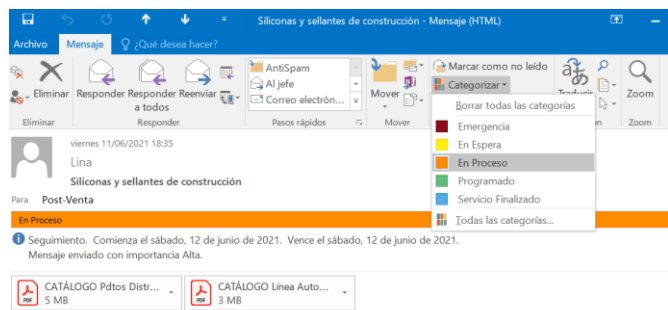 Siliconas y sellantes de construcción - Mensaje (HTML)
Archivo Mensaje ¿Qué desea hacer?
Eliminar
Responder Responder Reenviar
a todos
AntiSpam
Al jefe
Correo electrón...
Mover
Marcar como no leído
Categorizar
Zoom
Eliminar Responder Pasos rápidos Mover Zoom
Borrar todas las categorías
Emergencia
En Espera
En Proceso
Programado
Servicio Finalizado
Todas las categorías...
viernes 11/06/2021 18:35
Lina
Siliconas y sellantes de construcción
Para Post-Venta
En Proceso
Seguimiento. Comienza el sábado, 12 de junio de 2021. Vence el sábado, 12 de junio de 2021.
Mensaje enviado con importancia Alta.
CATÁLOGO Pdtos Distr...
5 MB
CATÁLOGO Línea Auto...
3 MB